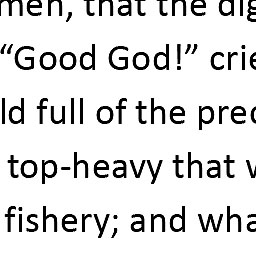 men, that the dig
“Good God!” crie
ld full of the prec
top-heavy that w
fishery; and wha